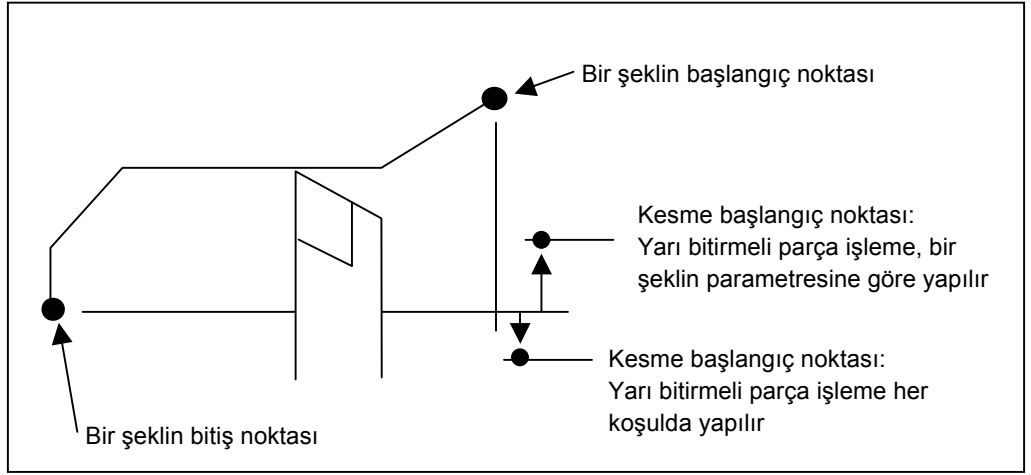 Bir şeklin başlangıç noktası
Kesme başlangıç noktası:
Yarı bitirmeli parça işleme, bir
şeklin parametresine göre yapılır
Kesme başlangıç noktası:
Yarı bitirmeli parça işleme her
koşulda yapılır
Bir şeklin bitiş noktası